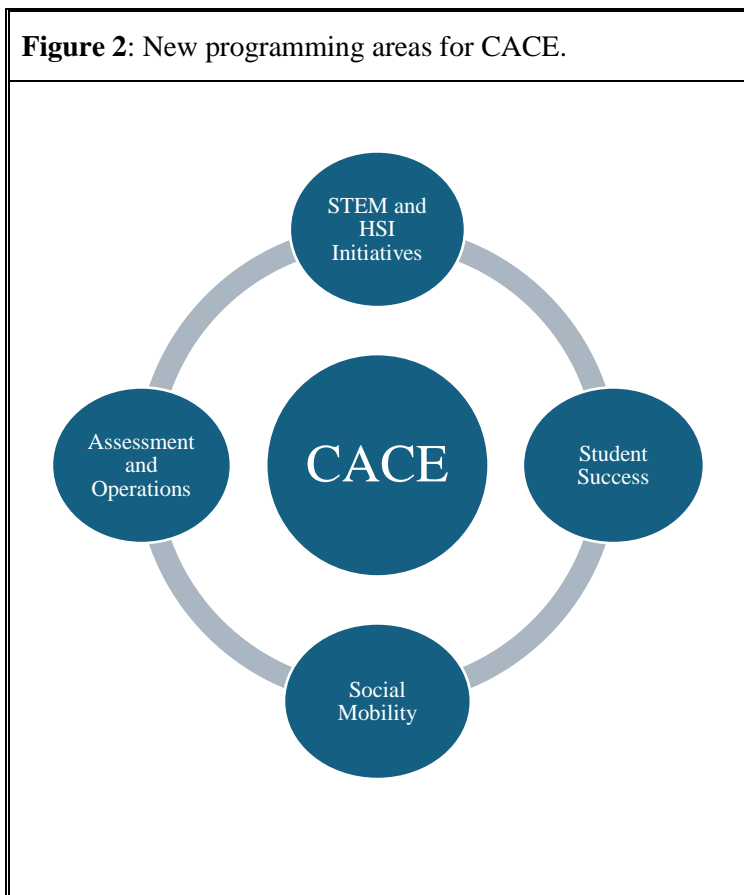 Figure 2: New programming areas for CACE.
STEM and
HSI
Initiatives
Assessment
and
Operations
CACE
Student
Success
Social
Mobility